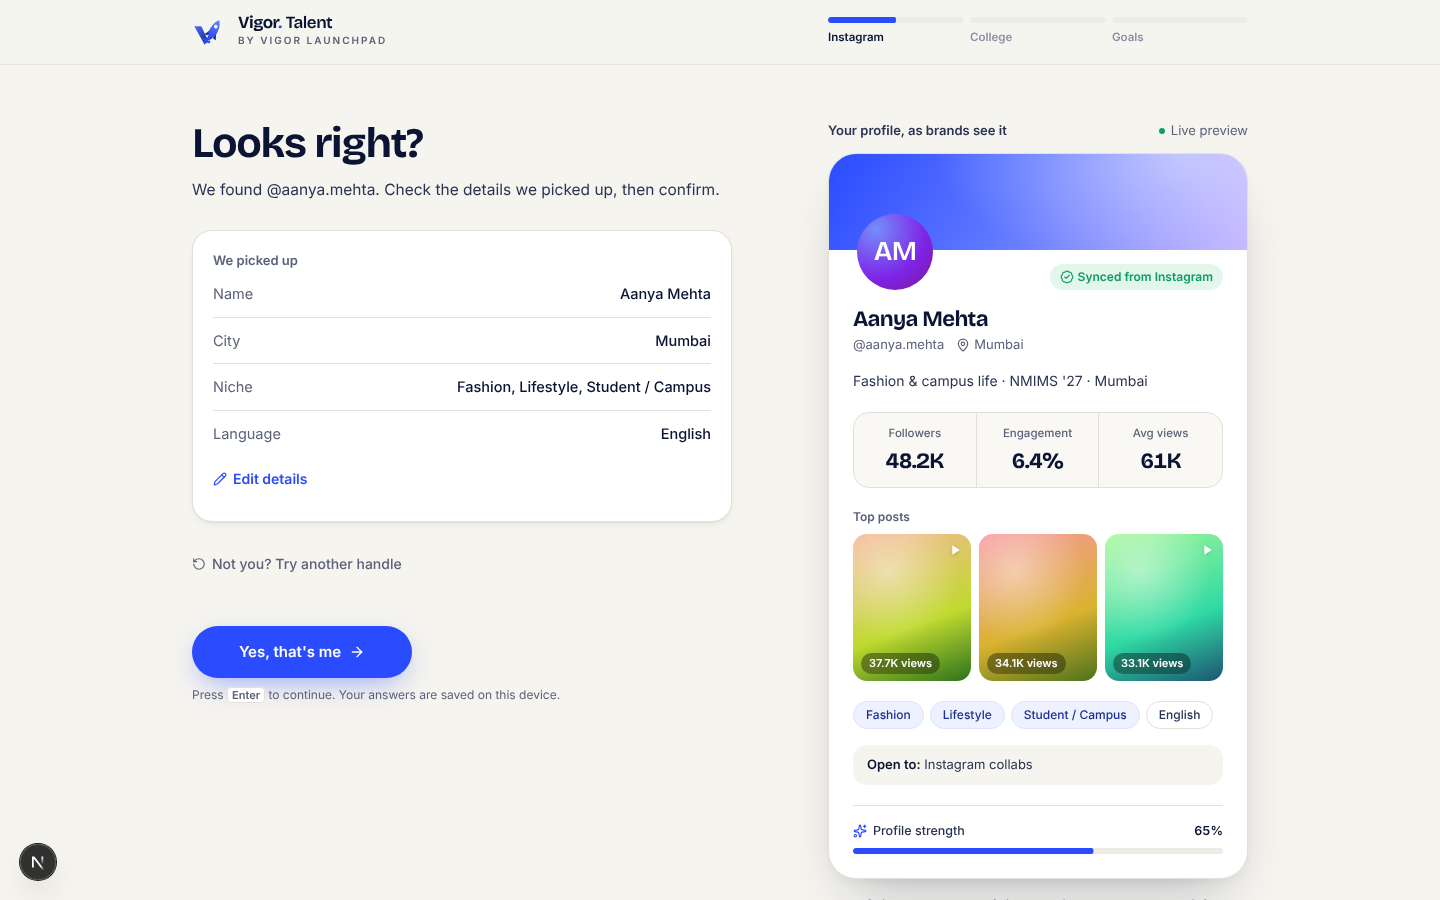 Vigor. Talent
BY VIGOR LAUNCHPAD
Instagram
College
Goals
Looks right?
We found @aanya.mehta. Check the details we picked up, then confirm.
We picked up
Name Aanya Mehta
City Mumbai
Niche Fashion, Lifestyle, Student / Campus
Language English
Edit details
Not you? Try another handle
Yes, that's me
Press Enter to continue. Your answers are saved on this device.
N
Your profile, as brands see it
Live preview
AM
Synced from Instagram
Aanya Mehta
@aanya.mehta Mumbai
Fashion & campus life · NMIMS '27 · Mumbai
Followers Engagement Avg views
48.2K 6.4% 61K
Top posts
37.7K views 34.1K views 33.1K views
Fashion Lifestyle Student / Campus English
Open to: Instagram collabs
Profile strength 65%